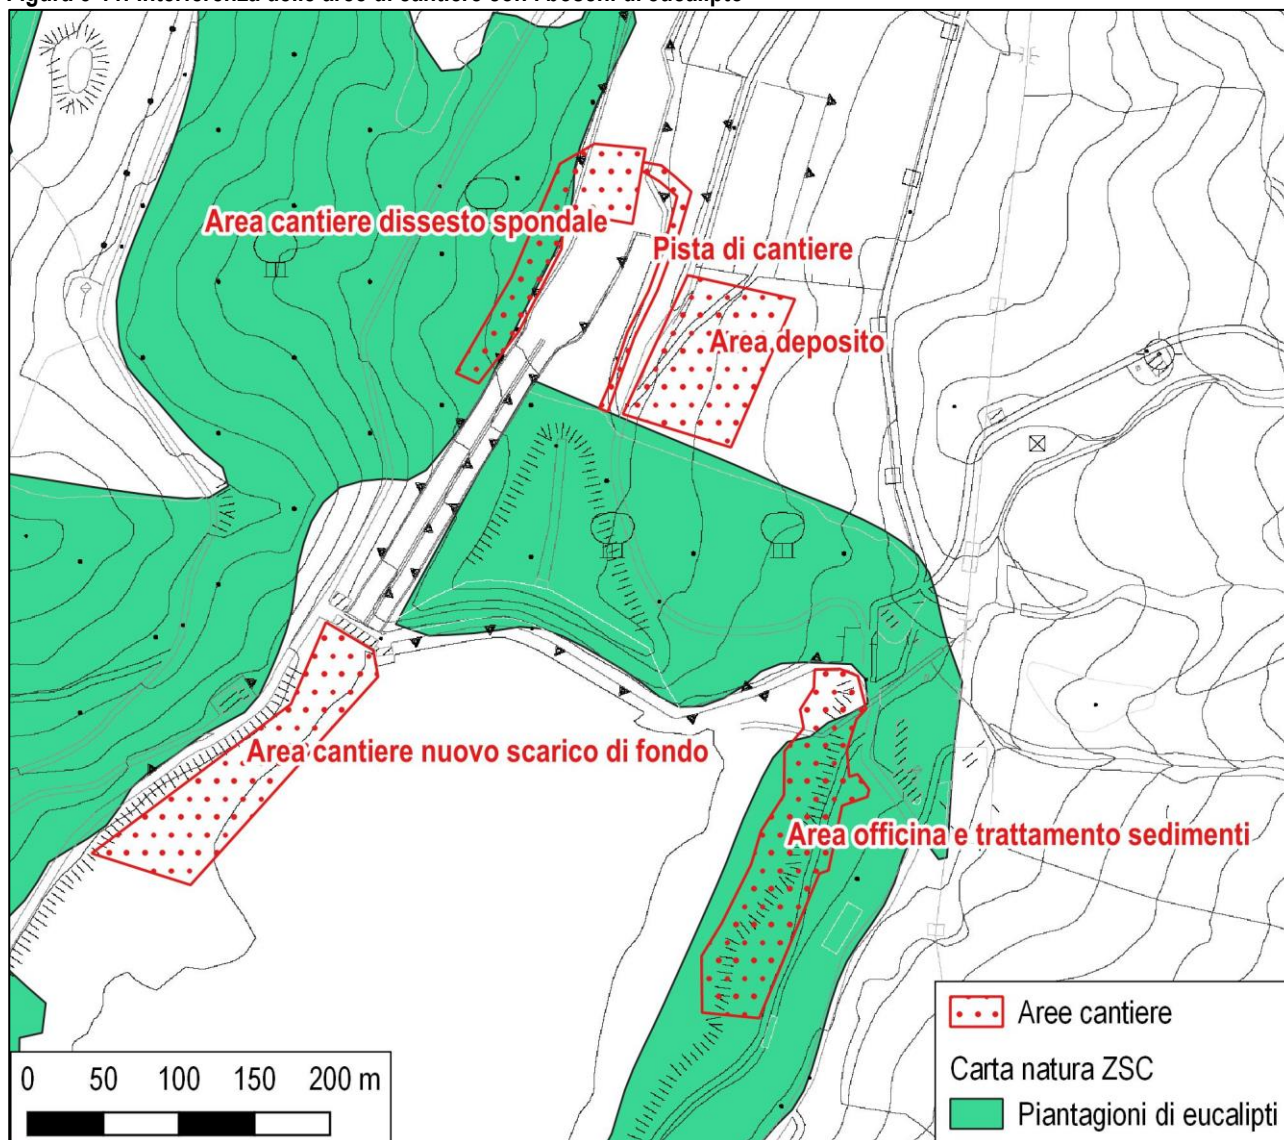 Area cantiere dissesto spondale
Pista di cantiere
Area deposito
Area cantiere nuovo scarico di fondo
Area officina e trattamento sedimenti
Aree cantiere
Carta natura ZSC
Piantagioni di eucalipti
0 50 100 150 200 m